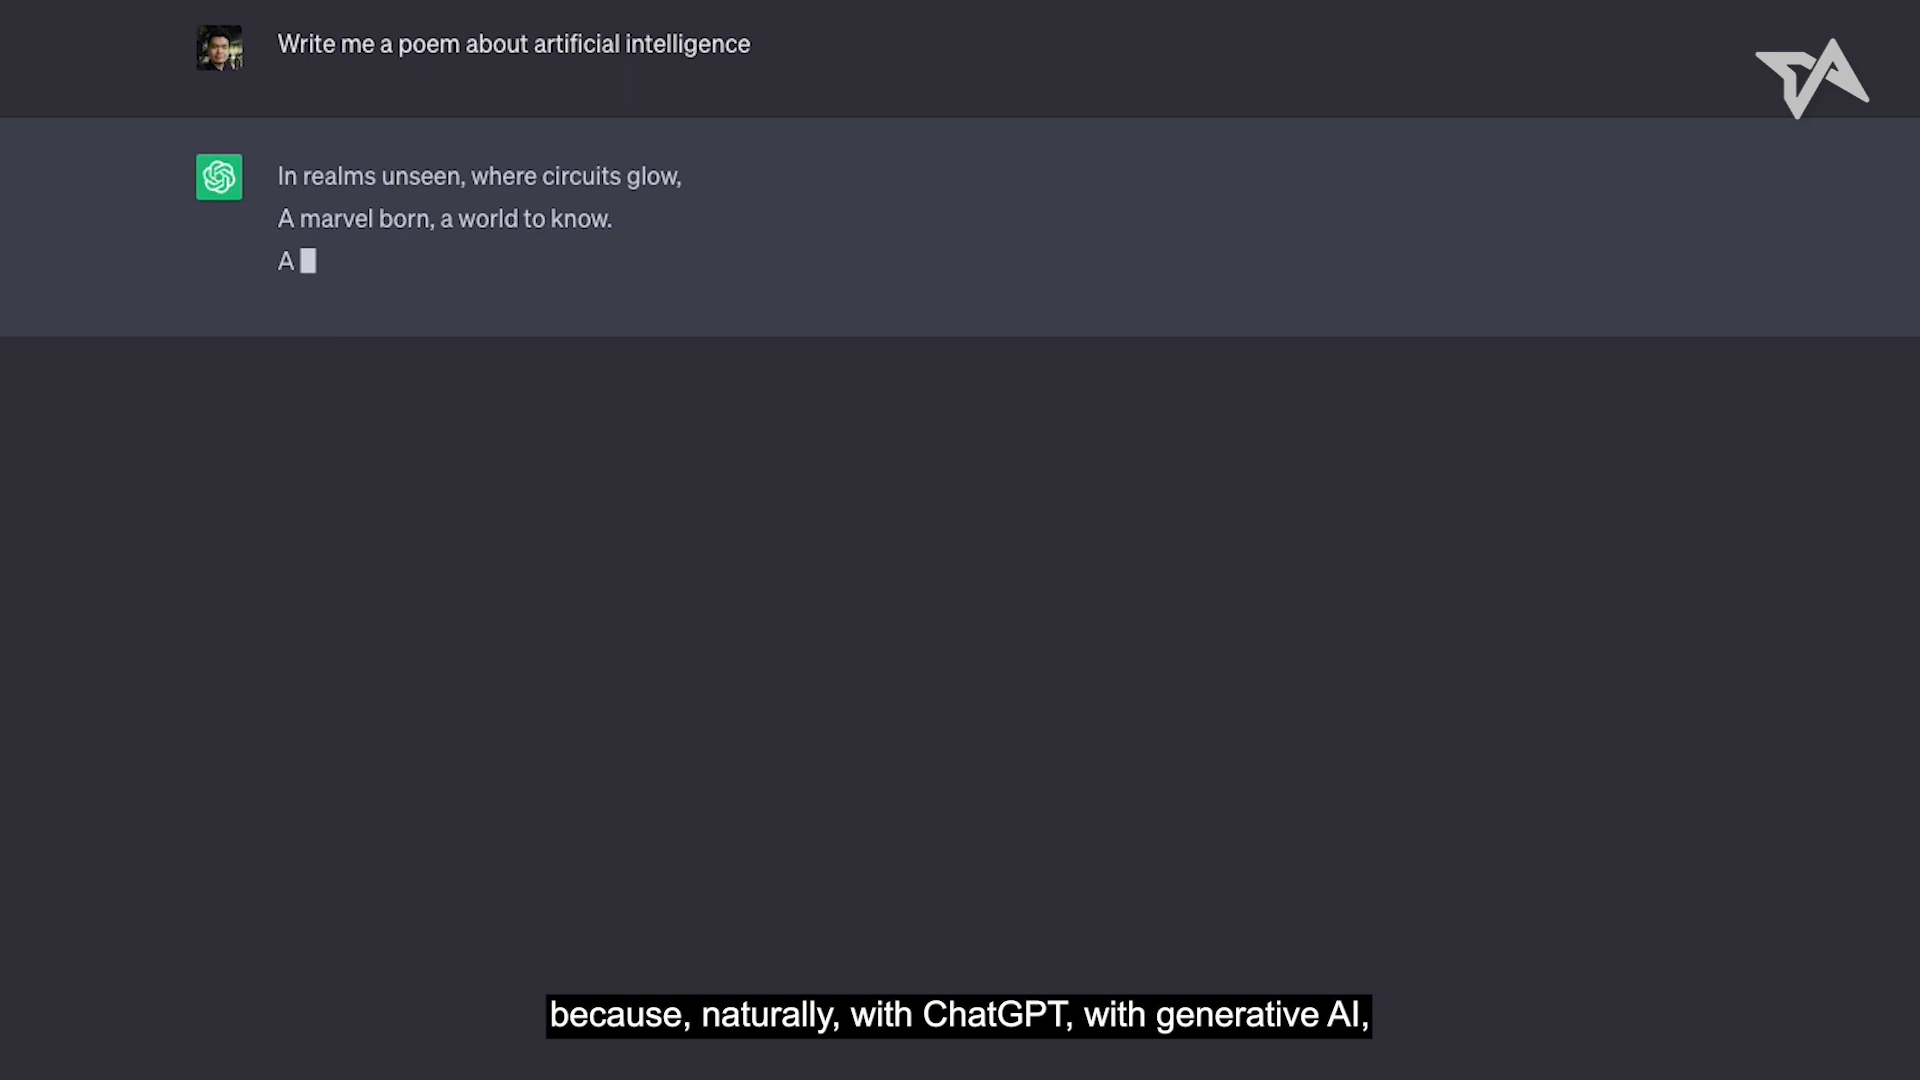 Write me a poem about artificial intelligence
In realms unseen, where circuits glow,
A marvel born, a world to know.
A
because, naturally, with ChatGPT, with generative AI,